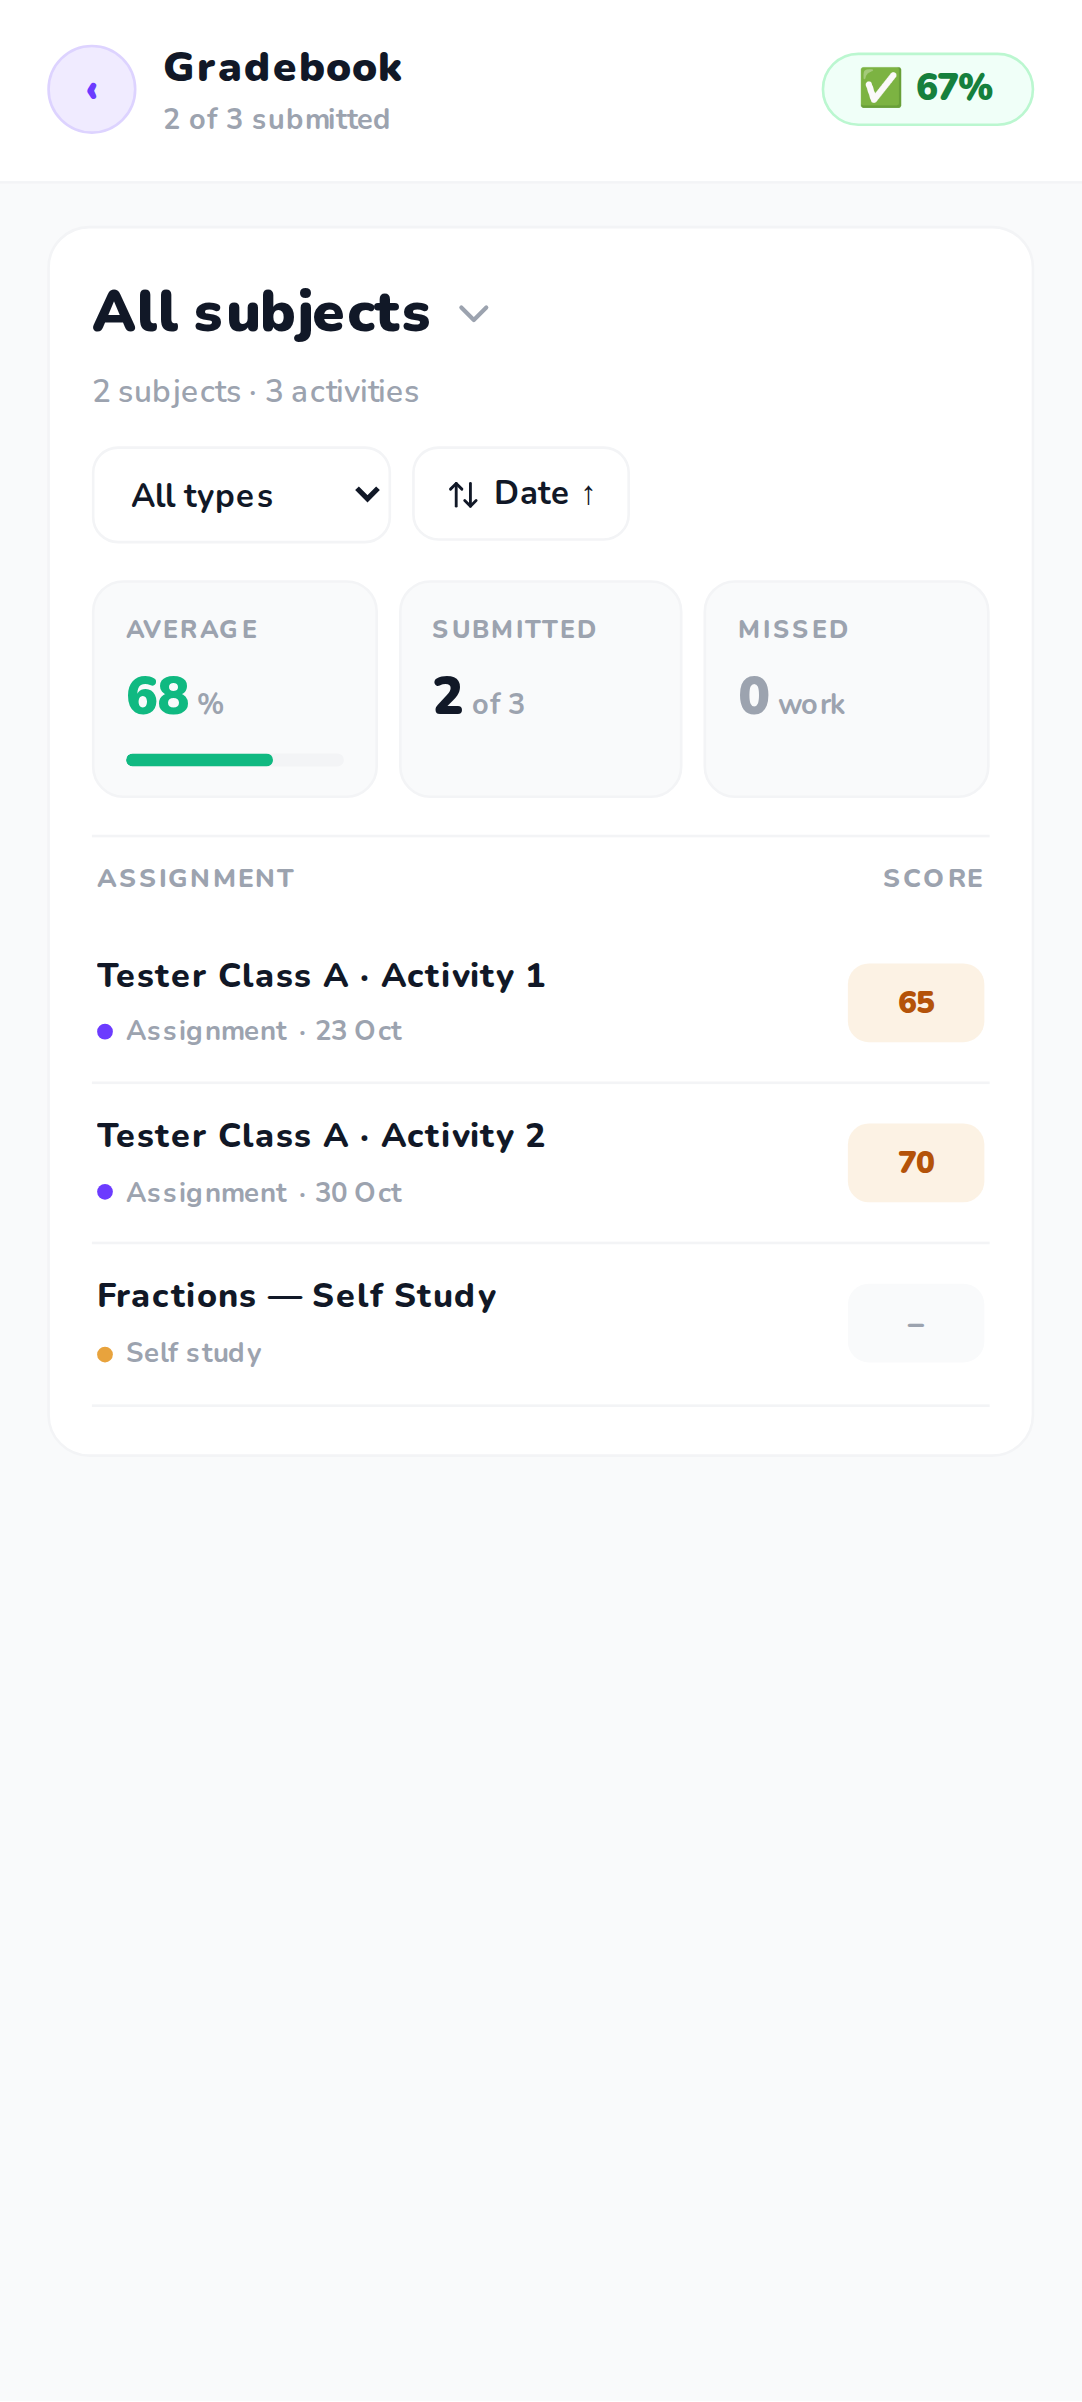 ‹
Gradebook
2 of 3 submitted
✅ 67%
All subjects
2 subjects · 3 activities
All types
Date ↑
AVERAGE
68 %
SUBMITTED
2 of 3
MISSED
0 work
ASSIGNMENT SCORE
Tester Class A · Activity 1
65
Assignment · 23 Oct
Tester Class A · Activity 2
70
Assignment · 30 Oct
Fractions — Self Study
–
Self study